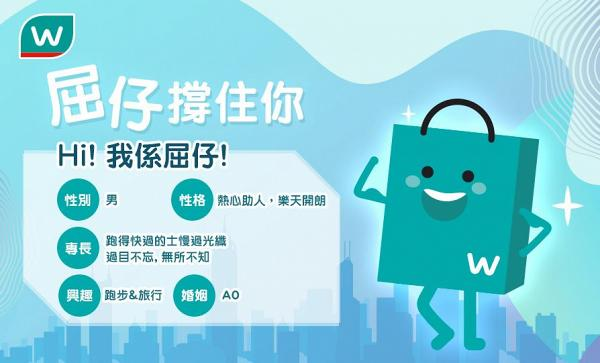 W
屈仔撐住你
Hi! 我係屈仔!
性別 男
性格 熱心助人，樂天開朗
專長 跑得快過的士慢過光纖
過目不忘, 無所不知
興趣 跑步&旅行
婚姻 A0
W